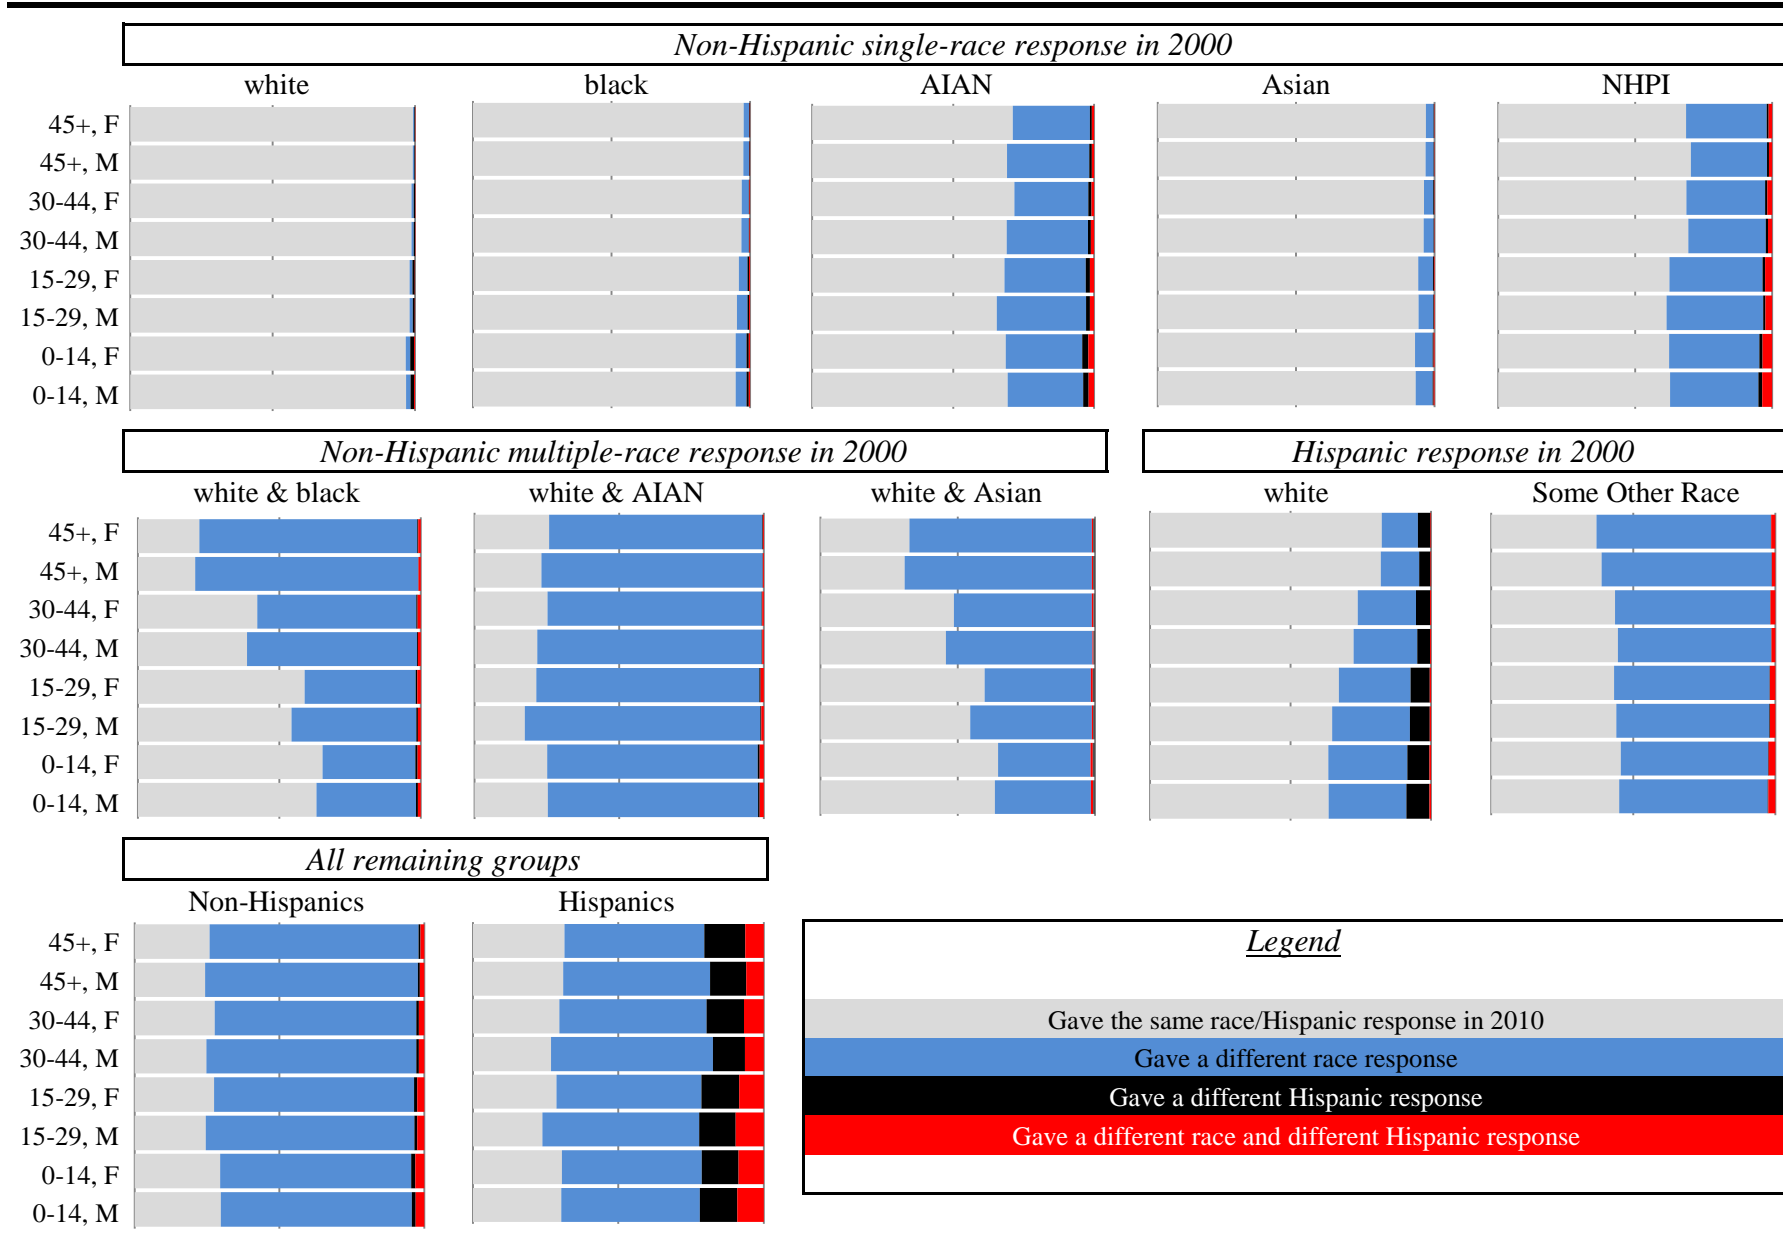 Non-Hispanic single-race response in 2000
white black AIAN Asian NHPI
45+, F
45+, M
30-44, F
30-44, M
15-29, F
15-29, M
0-14, F
0-14, M
Non-Hispanic multiple-race response in 2000 Hispanic response in 2000
white & black white & AIAN white & Asian white Some Other Race
45+, F
45+, M
30-44, F
30-44, M
15-29, F
15-29, M
0-14, F
0-14, M
All remaining groups
Non-Hispanics Hispanics
45+, F
45+, M
30-44, F
30-44, M
15-29, F
15-29, M
0-14, F
0-14, M
Legend
Gave the same race/Hispanic response in 2010
Gave a different race response
Gave a different Hispanic response
Gave a different race and different Hispanic response